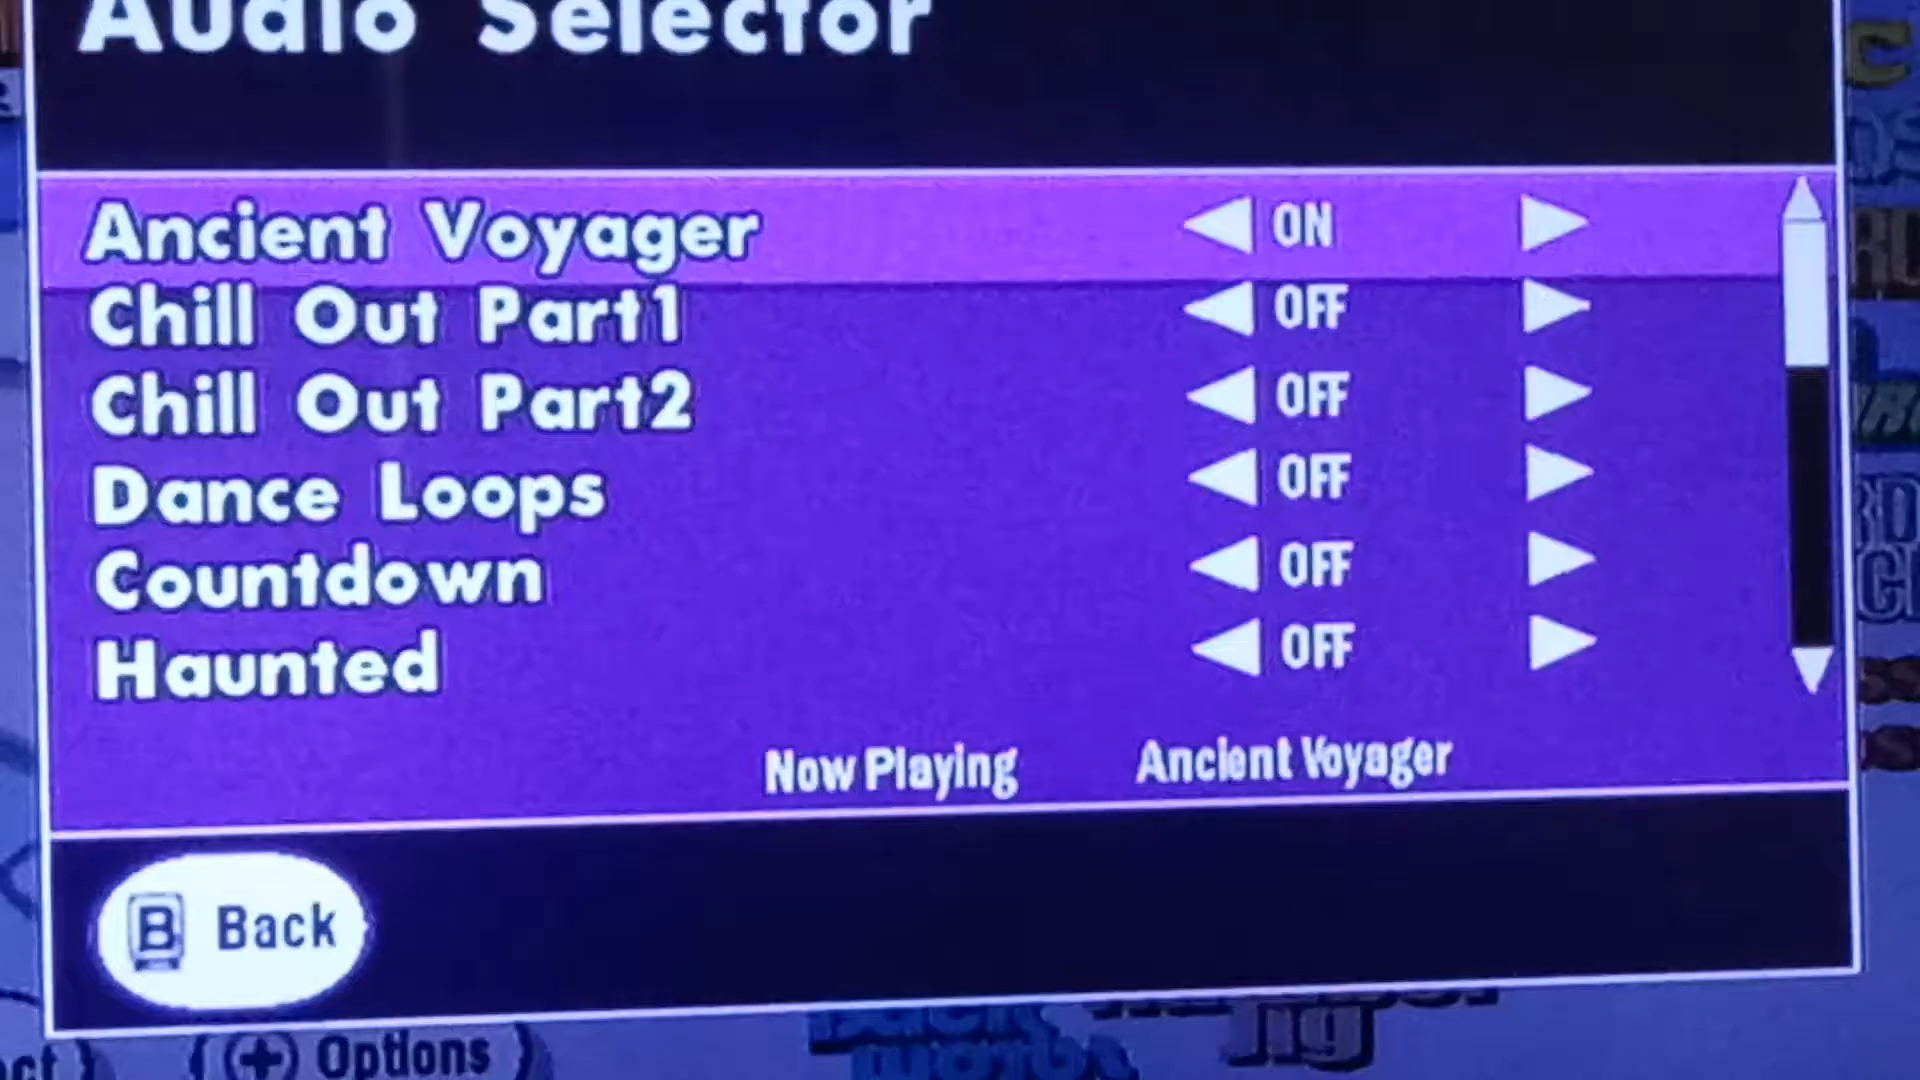 Audio Selector
Ancient Voyager ON
Chill Out Part1 OFF
Chill Out Part2 OFF
Dance Loops OFF
Countdown OFF
Haunted OFF
Now Playing Ancient Voyager
B Back
Options